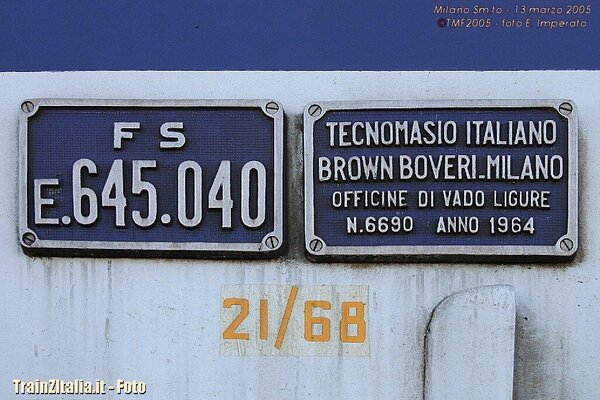 Milano Sm.to - 13 marzo 2005
©TMF2005 - foto E. Imperato
FS
E.645.040
TECNOMASIO ITALIANO
BROWN BOVERI-MILANO
OFFICINE DI VADO LIGURE
N.6690 ANNO 1964
21/68
TrainZItalia.it - Foto